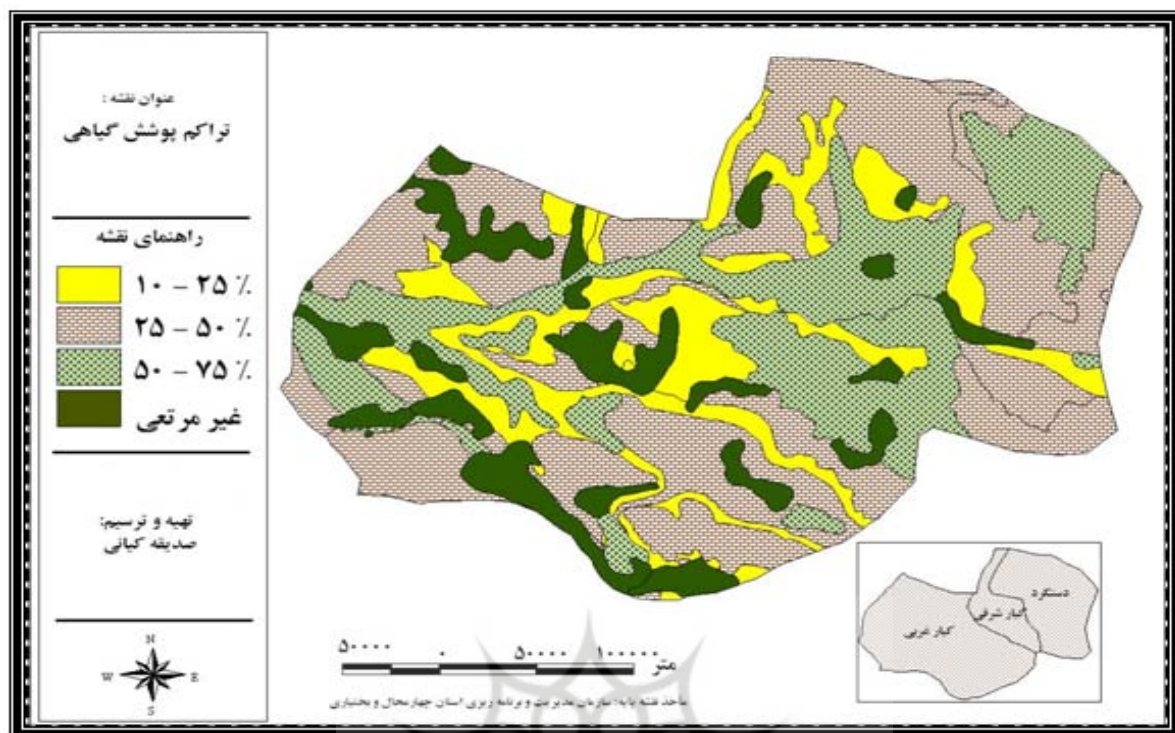 عنوان نقشه :
تراکم پوشش گیاهی
راهنمای نقشه
۱۰ - ۲۵ ٪
۲۵ - ۵۰ ٪
۵۰ - ۷۵ ٪
غیر مرتعی
تهیه و ترسیم:
صدیقه کیانی
N
W E
S
۵۰۰۰۰ ۰ ۵۰۰۰۰ ۱۰۰۰۰۰ متر
ماخذ نقشه پایه: سازمان مدیریت و برنامه ریزی استان چهارمحال و بختیاری
دستگرد
کیار شرقی
کیار غربی